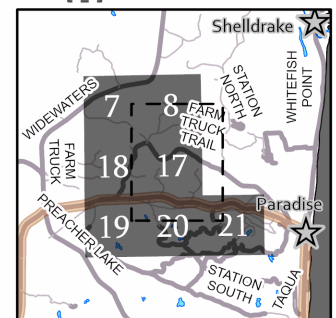 Shelldrake
WIDEWATERS
7
8
STATION
NORTH
WHITEFISH
POINT
FARM
TRUCK
TRAIL
FARM
TRUCK
18
17
PREACHER LAKE
19
20
21
Paradise
STATION
SOUTH
TAQUA